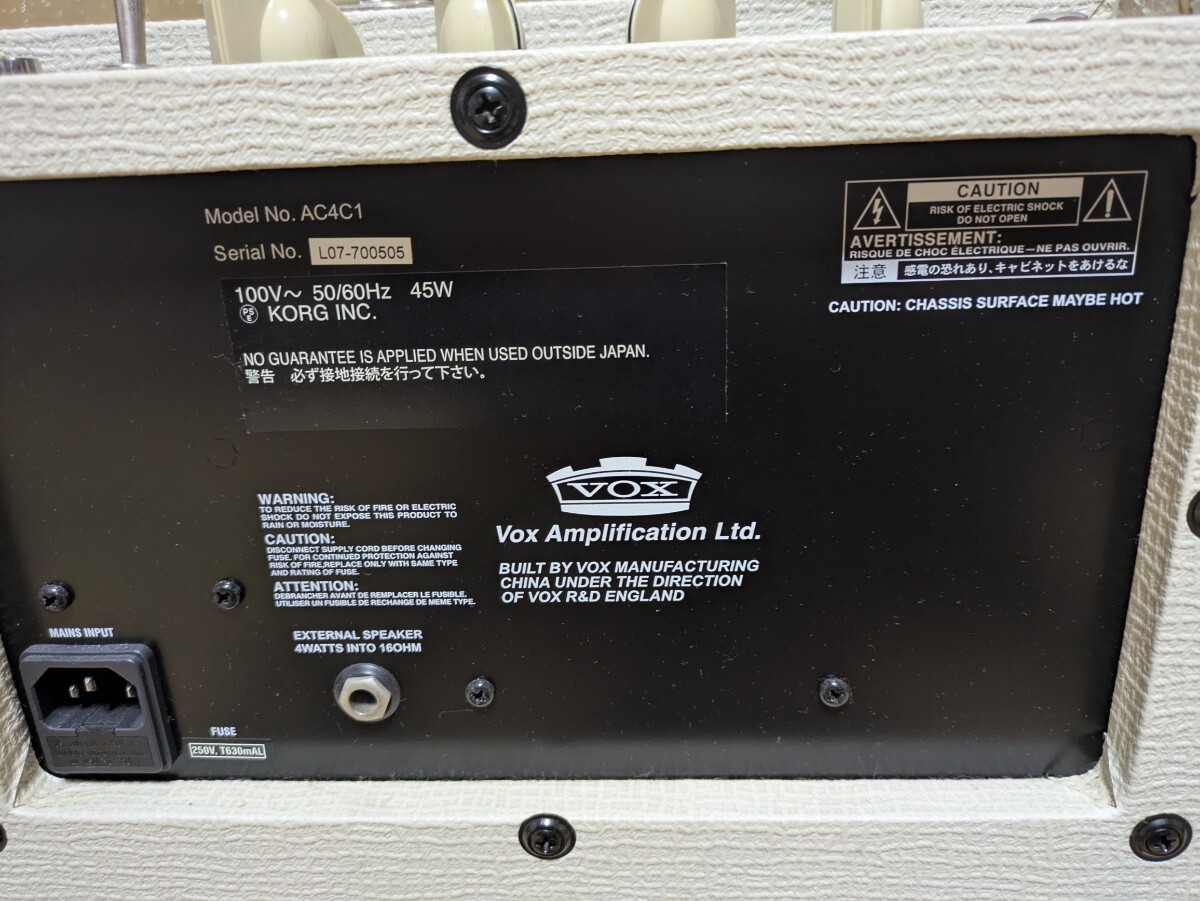 Model No. AC4C1
Serial No. L07-700505
100V～ 50/60Hz 45W
PS E KORG INC.
NO GUARANTEE IS APPLIED WHEN USED OUTSIDE JAPAN.
警告 必ず接地接続を行って下さい。
CAUTION
RISK OF ELECTRIC SHOCK
DO NOT OPEN
AVERTISSEMENT:
RISQUE DE CHOC ÉLECTRIQUE—NE PAS OUVRIR.
注意 感電の恐れあり、キャビネットをあけるな
CAUTION: CHASSIS SURFACE MAYBE HOT
WARNING:
TO REDUCE THE RISK OF FIRE OR ELECTRIC
SHOCK DO NOT EXPOSE THIS PRODUCT TO
RAIN OR MOISTURE.
CAUTION:
DISCONNECT SUPPLY CORD BEFORE CHANGING
FUSE. FOR CONTINUED PROTECTION AGAINST
RISK OF FIRE,REPLACE ONLY WITH SAME TYPE
AND RATING OF FUSE.
ATTENTION:
DEBRANCHER AVANT DE REMPLACER LE FUSIBLE.
UTILISER UN FUSIBLE DE RECHANGE DE MEME TYPE.
VOX
Vox Amplification Ltd.
BUILT BY VOX MANUFACTURING
CHINA UNDER THE DIRECTION
OF VOX R&D ENGLAND
MAINS INPUT
EXTERNAL SPEAKER
4WATTS INTO 16OHM
FUSE
250V, T630mAL